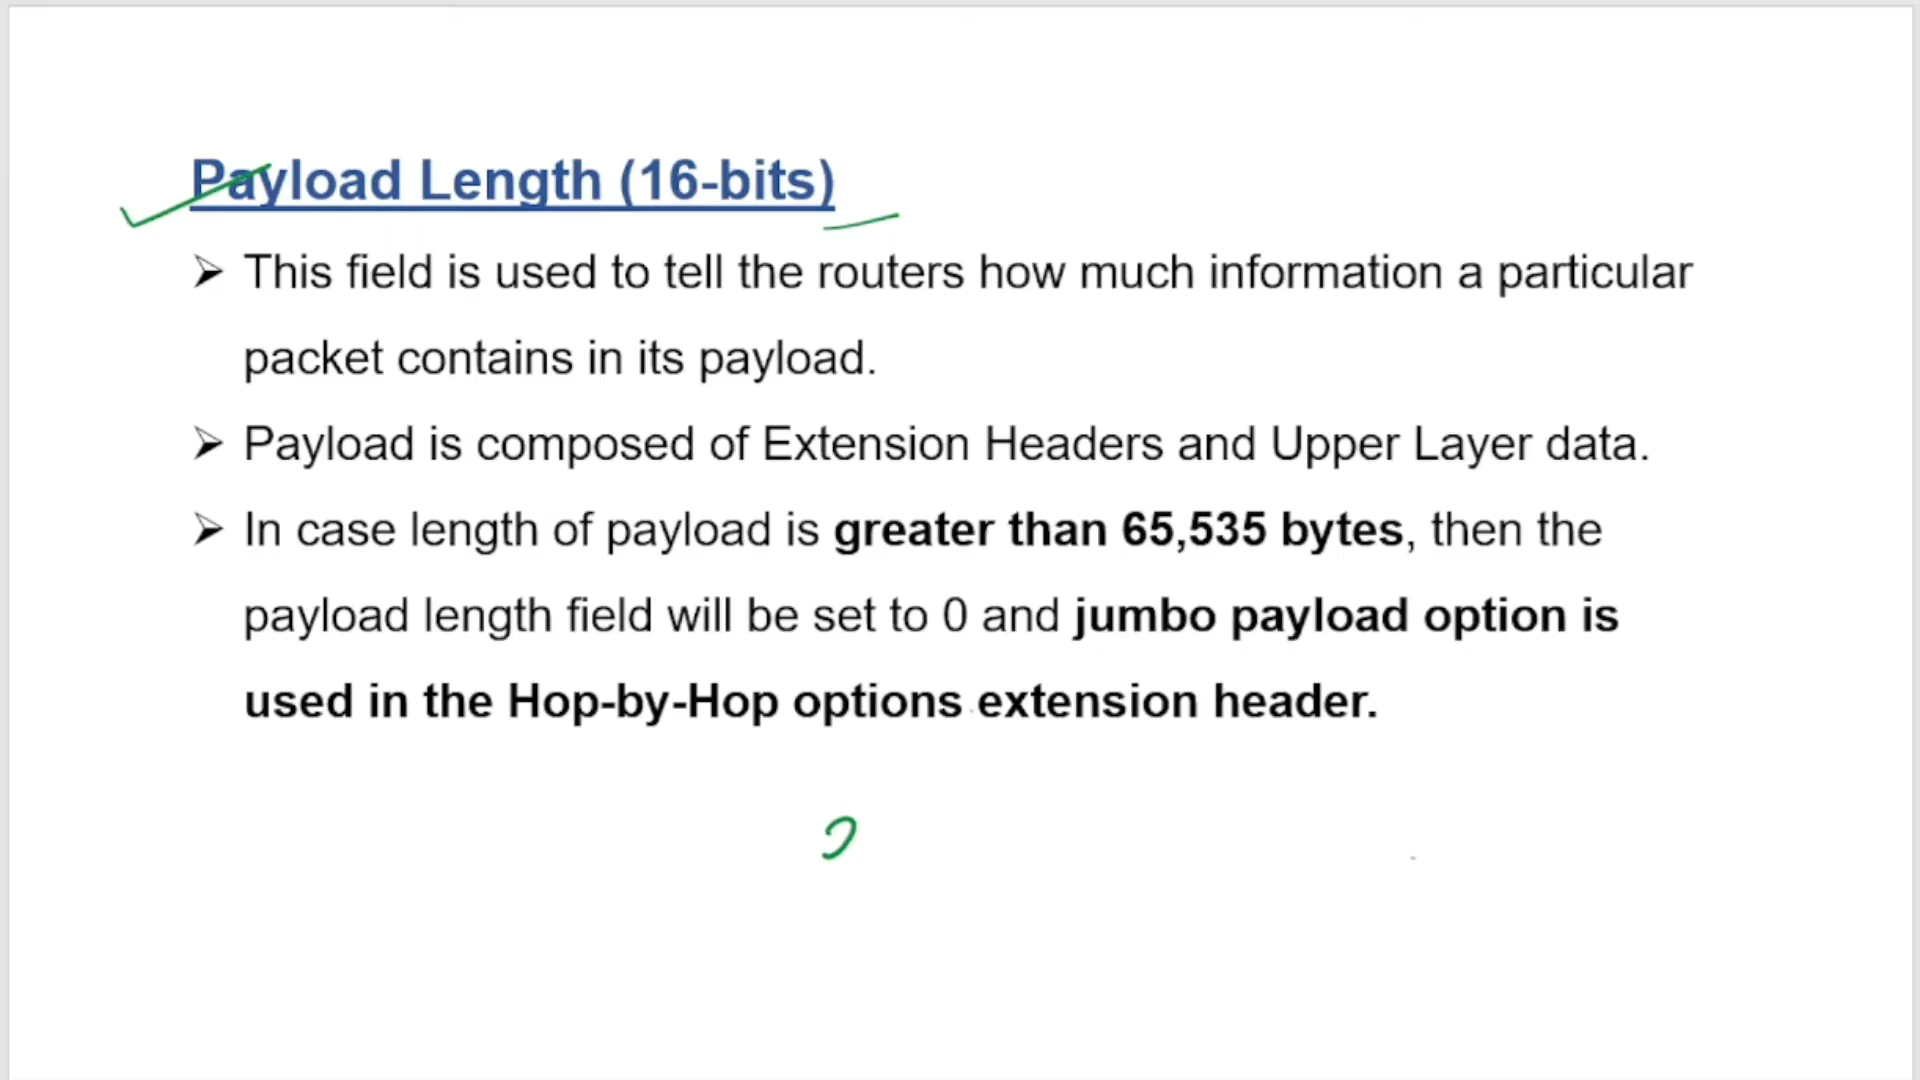 Payload Length (16-bits)
➢ This field is used to tell the routers how much information a particular
packet contains in its payload.
➢ Payload is composed of Extension Headers and Upper Layer data.
➢ In case length of payload is greater than 65,535 bytes, then the
payload length field will be set to 0 and jumbo payload option is
used in the Hop-by-Hop options extension header.